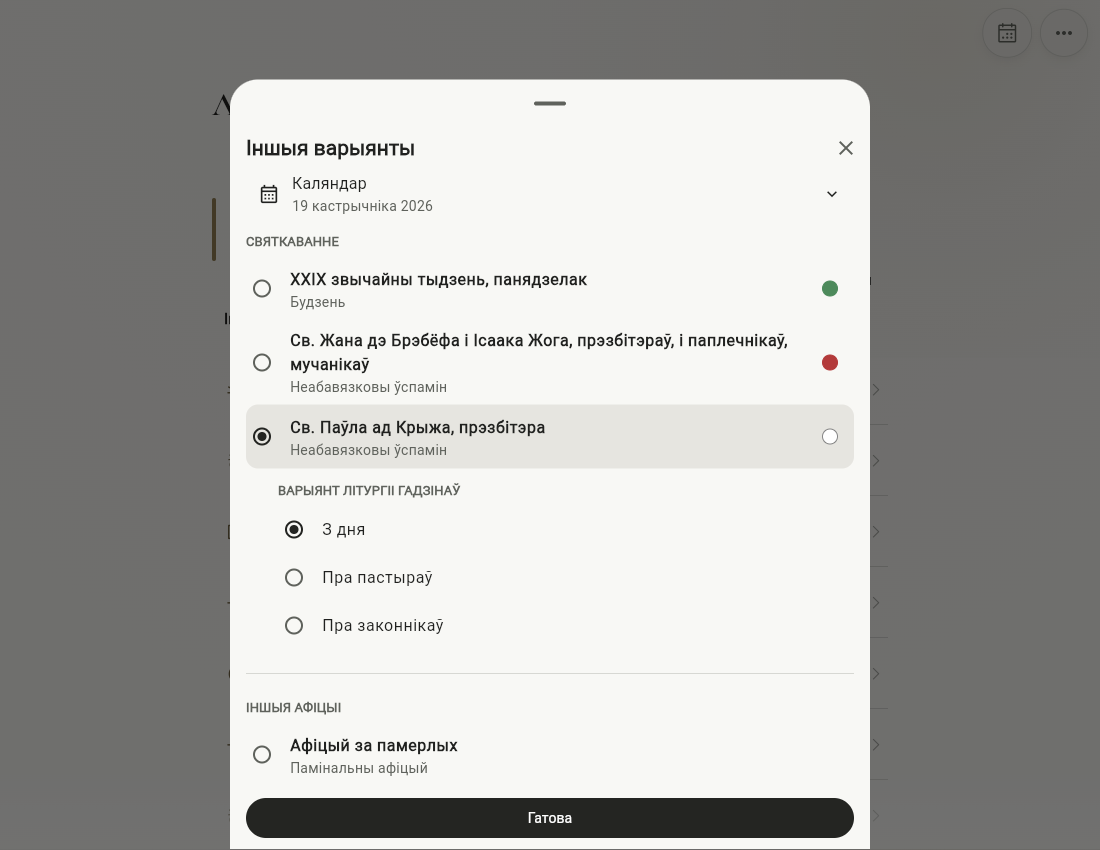 Іншыя варыянты
Каляндар
19 кастрычніка 2026
СВЯТКАВАННЕ
XXIX звычайны тыдзень, панядзелак
Будзень
Св. Жана дэ Брэбёфа і Ісаака Жога, прэзбітэраў, і паплечнікаў,
мучанікаў
Неабавязковы ўспамін
Св. Паўла ад Крыжа, прэзбітэра
Неабавязковы ўспамін
ВАРЫЯНТ ЛІТУРГІІ ГАДЗІНАЎ
З дня
Пра пастыраў
Пра законнікаў
ІНШЫЯ АФІЦЫІ
Афіцый за памерлых
Памінальны афіцый
Гатова